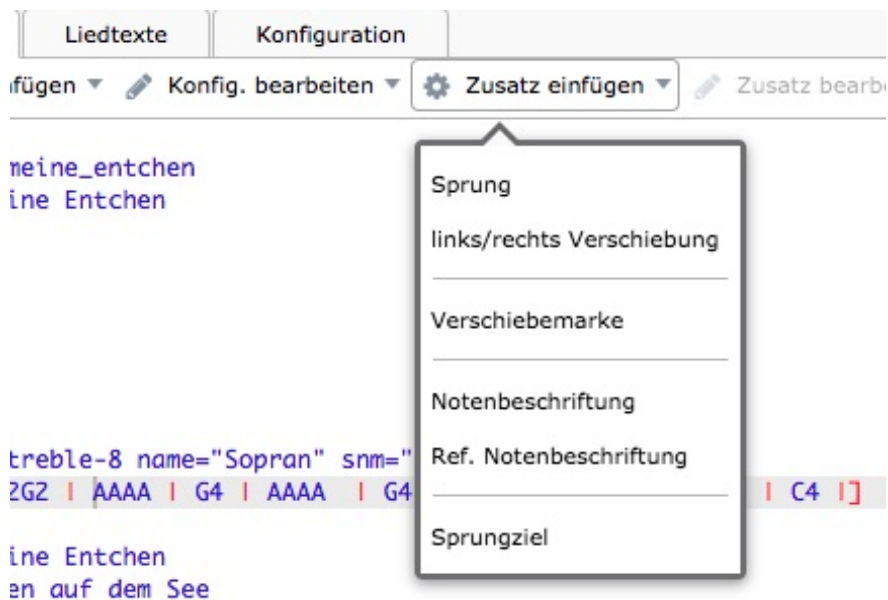 Liedtexte Konfiguration
fügen Konfig. bearbeiten Zusatz einfügen Zusatz bearbe
meine_entchen
ine Entchen
Sprung
links/rechts Verschiebung
Verschiebemarke
Notenbeschriftung
treble-8 name="Sopran" snm=" Ref. Notenbeschriftung
2G2 | AAAA | G4 | AAAA | G4 | C4 |]
Sprungziel
ine Entchen
en auf dem See